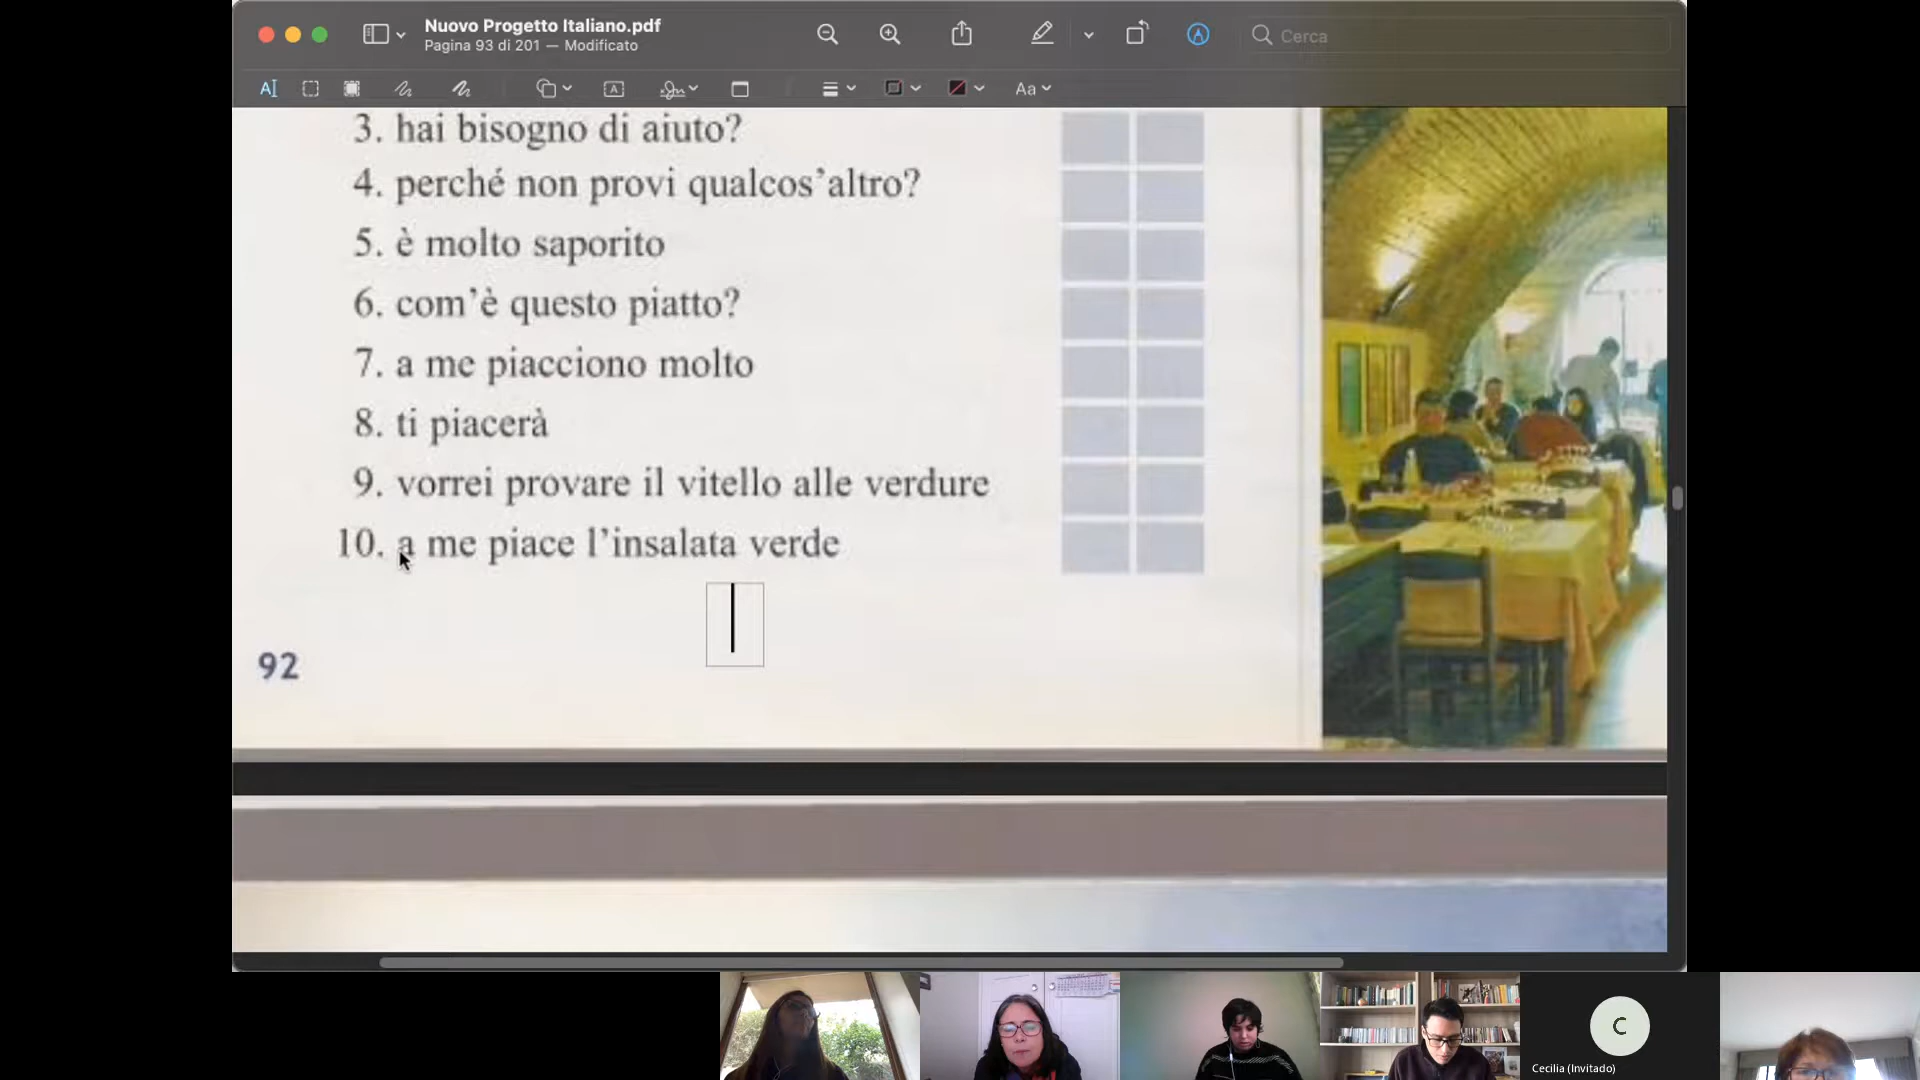 Nuovo Progetto Italiano.pdf
Pagina 93 di 201 — Modificato
Cerca
A
Aa
3. hai bisogno di aiuto?
4. perché non provi qualcos’altro?
5. è molto saporito
6. com’è questo piatto?
7. a me piacciono molto
8. ti piacerà
9. vorrei provare il vitello alle verdure
10. a me piace l’insalata verde
92
C
Cecilia (Invitado)